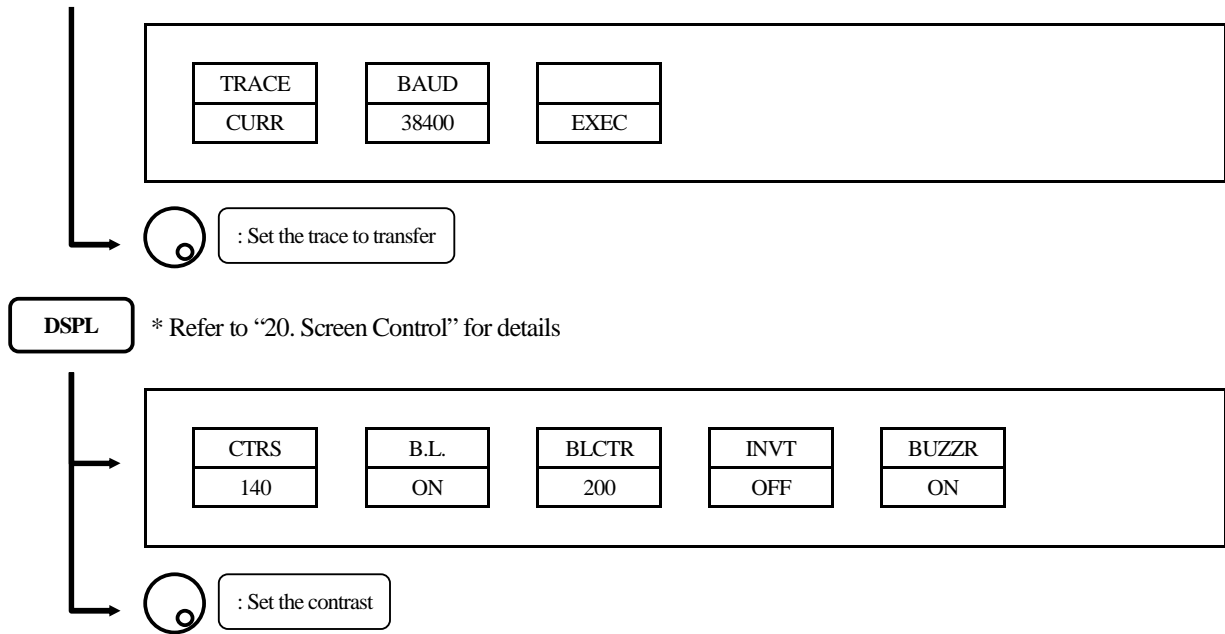 TRACE BAUD
CURR 38400 EXEC
: Set the trace to transfer
DSPL * Refer to “20. Screen Control” for details
CTRS B.L. BLCTR INVT BUZZR
140 ON 200 OFF ON
: Set the contrast